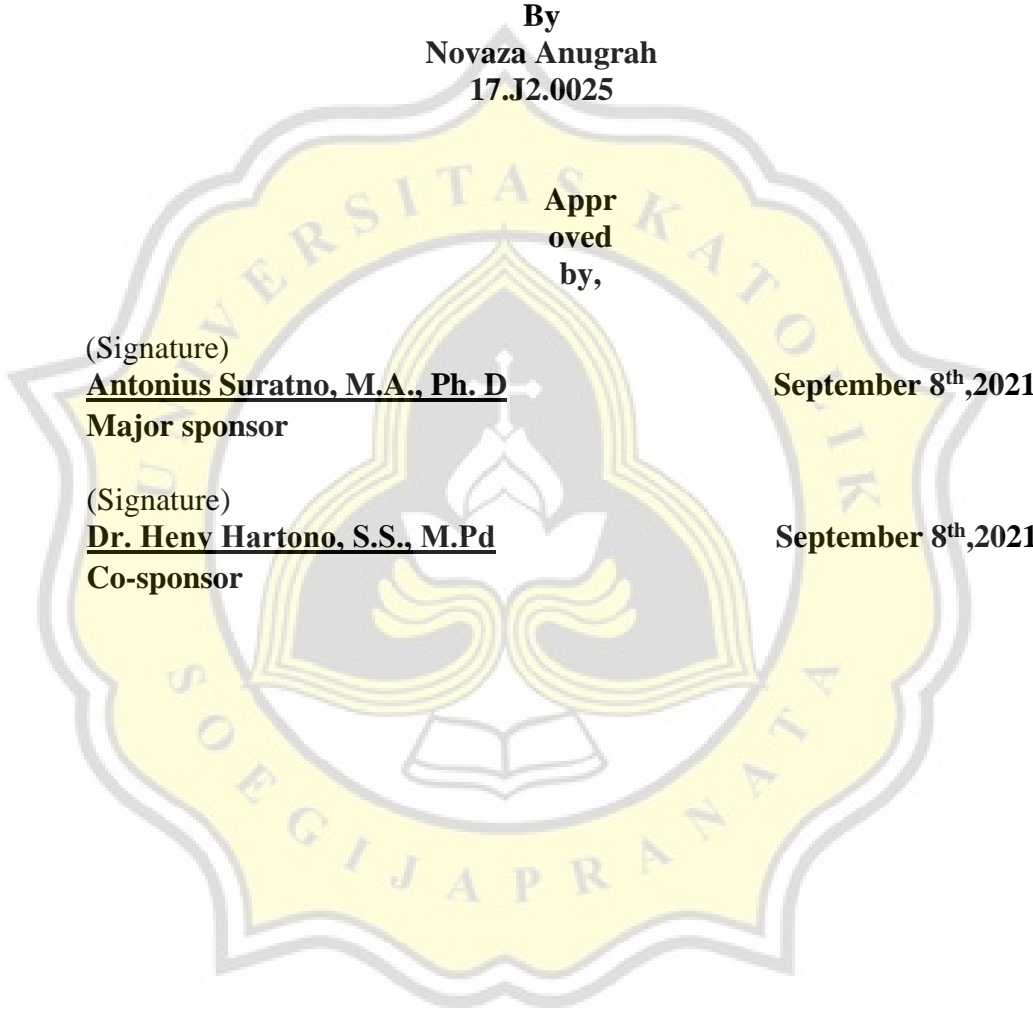 By
Novaza Anugrah
17.J2.0025
Appr
oved
by,
(Signature)
Antonius Suratno, M.A., Ph. D
September 8th,2021
Major sponsor
(Signature)
Dr. Heny Hartono, S.S., M.Pd
September 8th,2021
Co-sponsor
UNIVERSITAS KATOLIK
SOEGIJAPRANATA